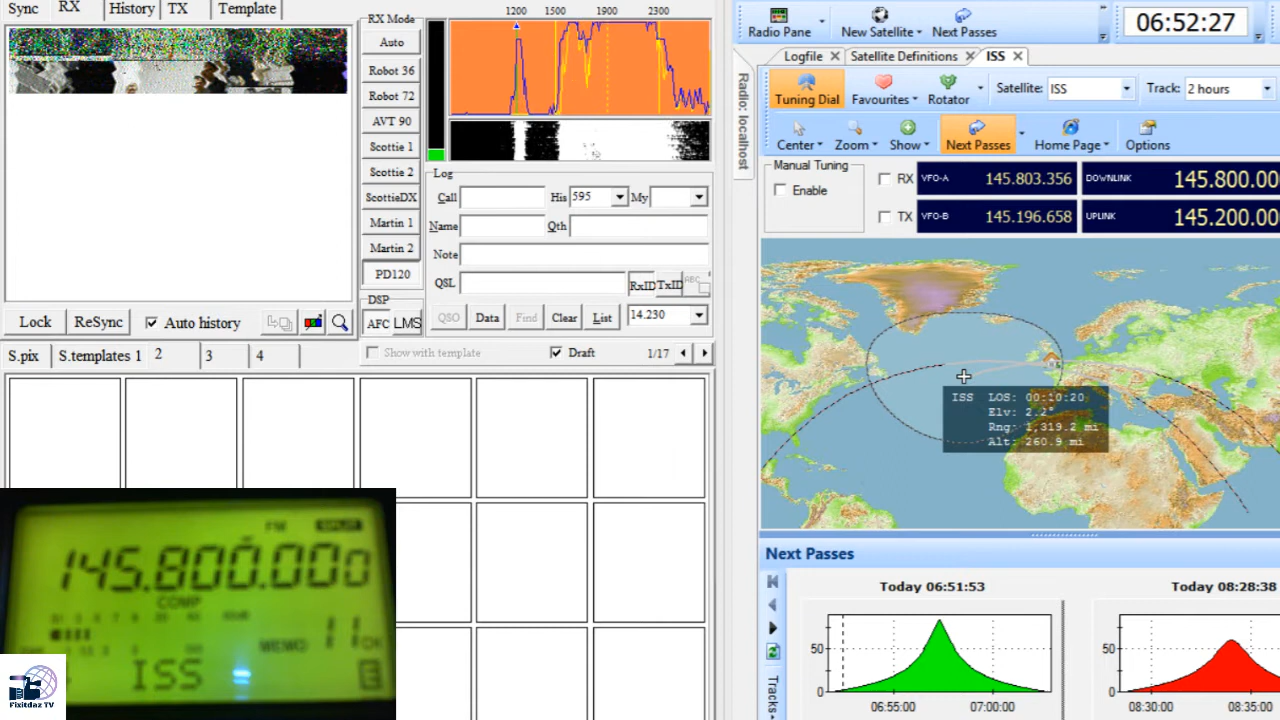 Sync RX History TX Template
RX Mode
Auto
Robot 36
Robot 72
AVT 90
Scottie 1
Scottie 2
ScottieDX
Martin 1
Martin 2
PD120
DSP
AFC LMS
1200 1500 1900 2300
Log
Call His 595 My
Name Qth
Note
QSL RxID TxID ABC
QSO Data Find Clear List 14.230
Lock ReSync Auto history
S.pix S.templates 1 2 3 4
Show with template Draft 1/17
145.800.000
FM SPLIT
COMP
MEMO 11 CH
ISS
Fixitdaz TV
Radio Pane New Satellite Next Passes
06:52:27
Radio: localhost
Logfile Satellite Definitions ISS
Tuning Dial Favourites Rotator Satellite: ISS Track: 2 hours
Center Zoom Show Next Passes Home Page Options
Manual Tuning
Enable
RX VFO-A 145.803.356 DOWNLINK 145.800.00
TX VFO-B 145.196.658 UPLINK 145.200.00
ISS LOS: 00:10:20
Elv: 2.2°
Rng: 1,319.2 mi
Alt: 260.9 mi
Next Passes
Today 06:51:53
50
0
06:55:00 07:00:00
Today 08:28:38
50
0
08:30:00 08:35:00
Tracks